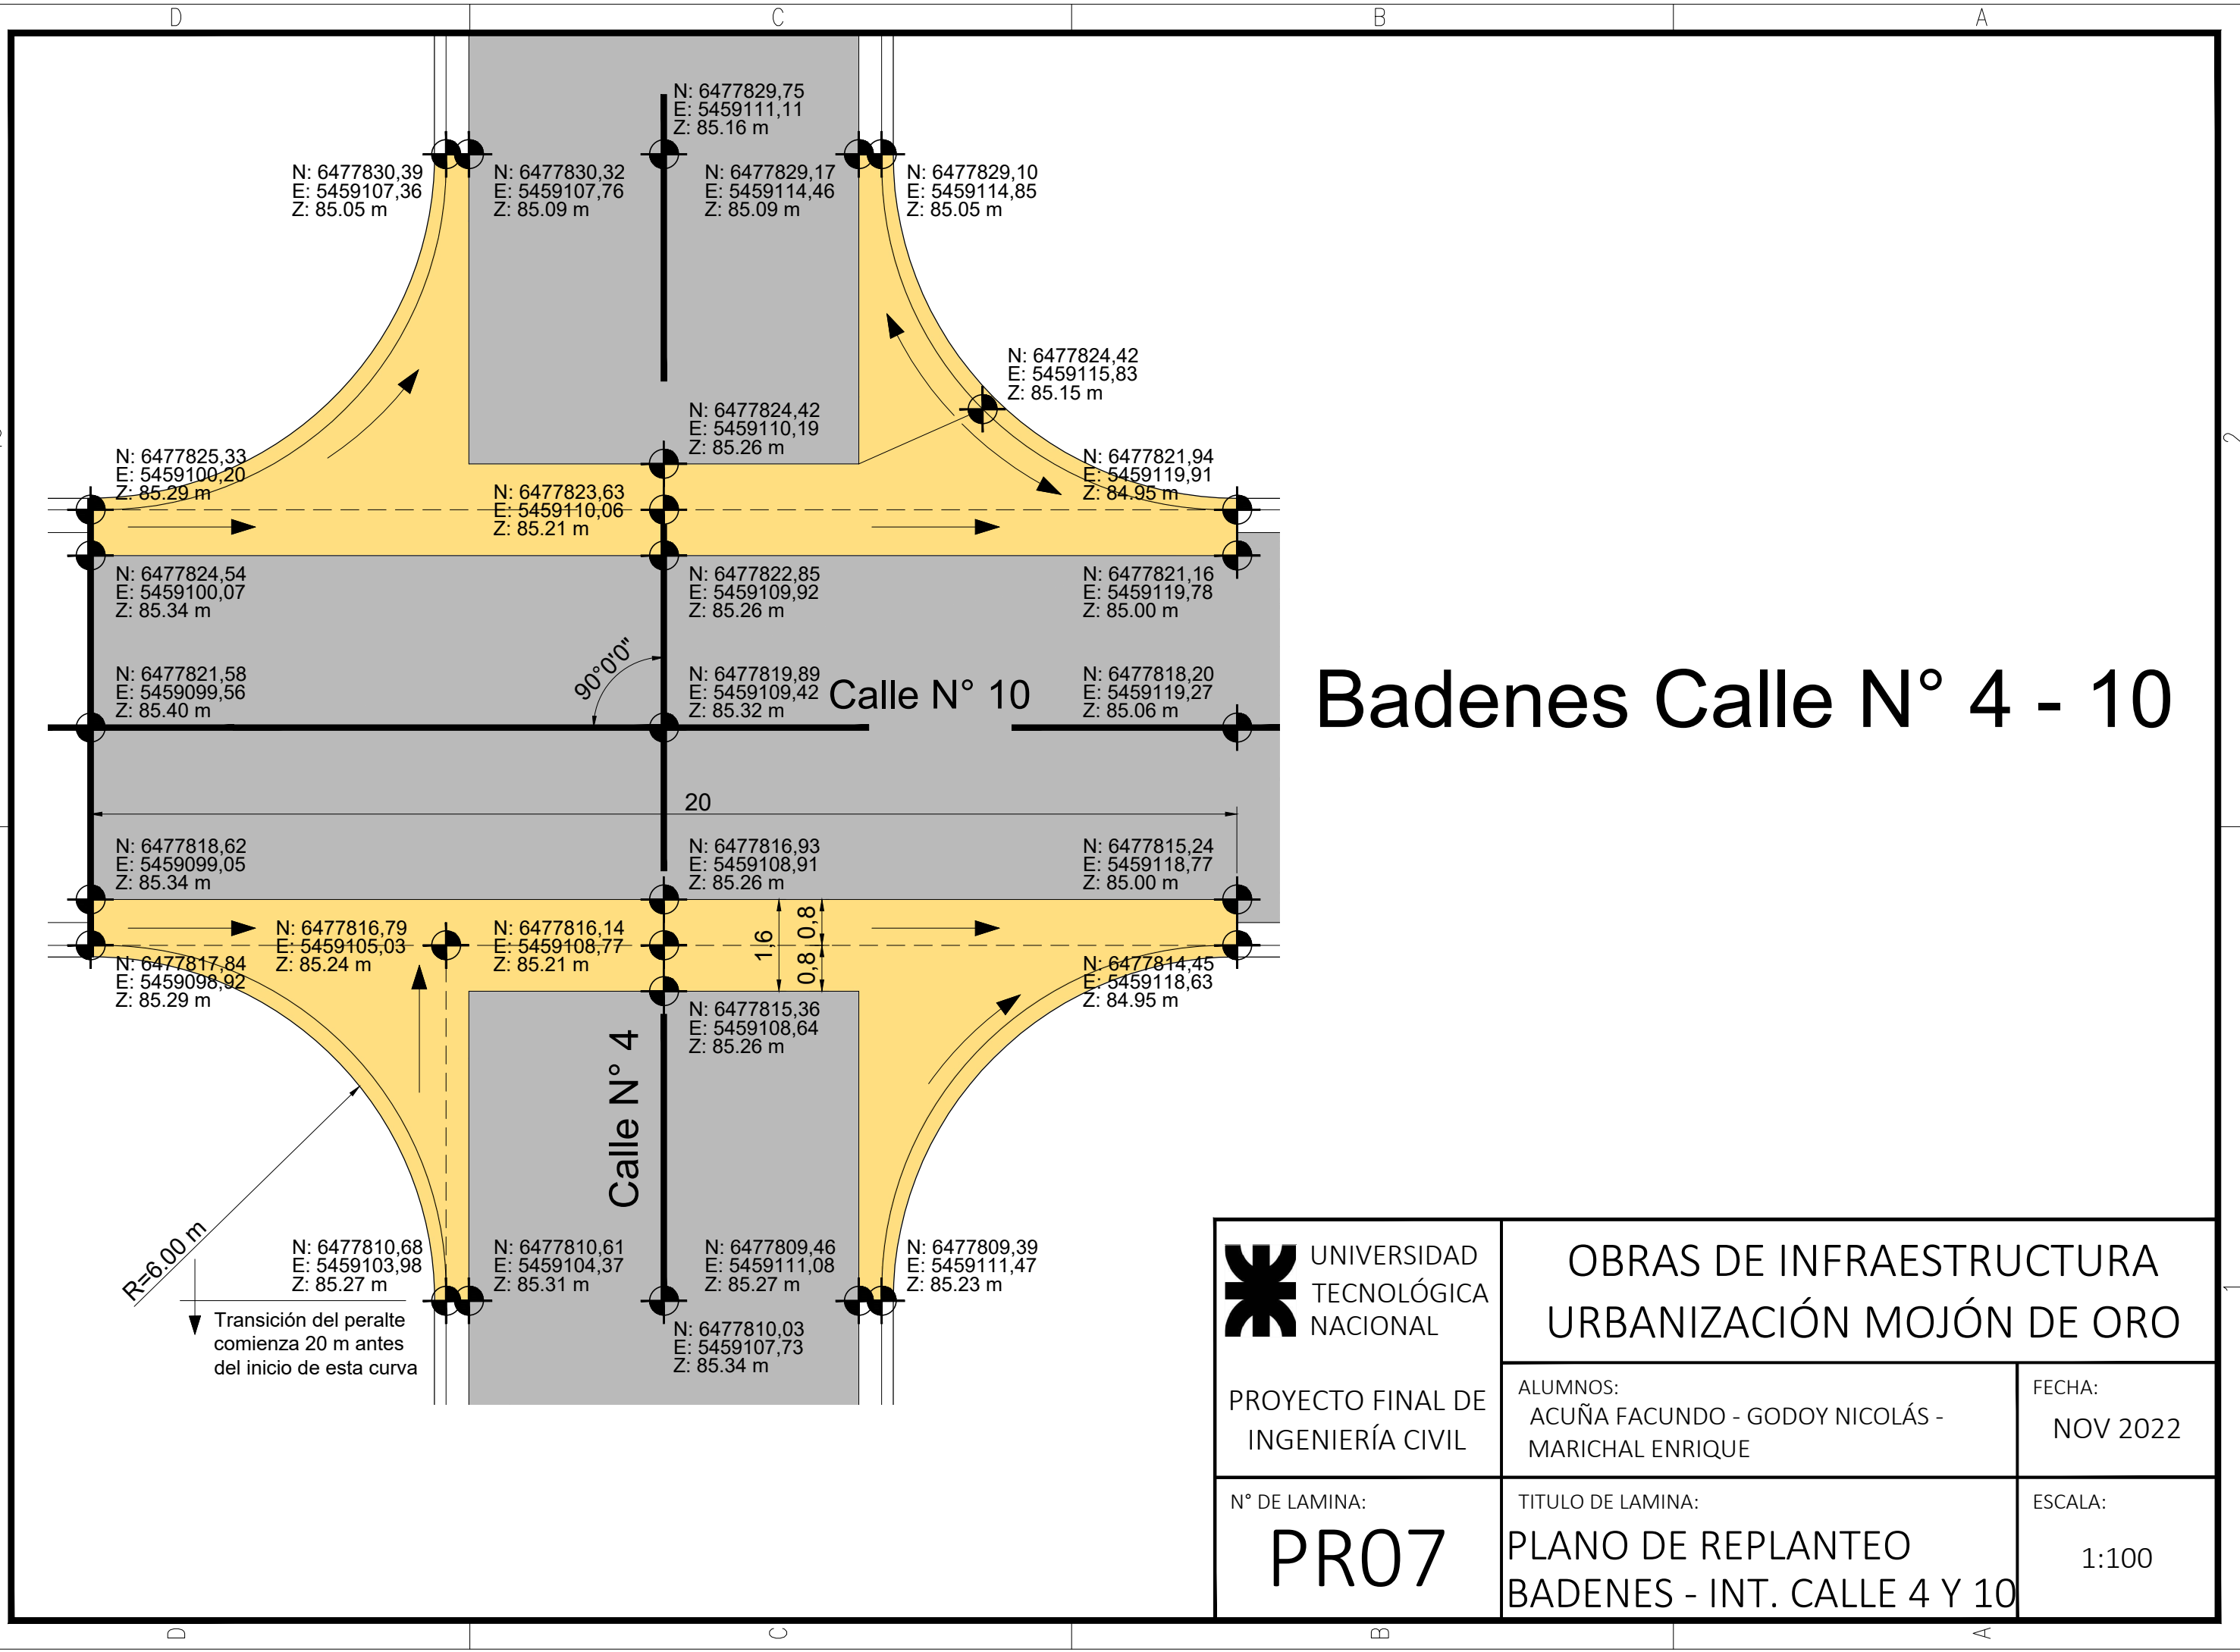 D
C
B
A
N: 6477829,75
E: 5459111,11
Z: 85.16 m
N: 6477830,39
E: 5459107,36
Z: 85.05 m
N: 6477830,32
E: 5459107,76
Z: 85.09 m
N: 6477829,17
E: 5459114,46
Z: 85.09 m
N: 6477829,10
E: 5459114,85
Z: 85.05 m
N: 6477824,42
E: 5459115,83
Z: 85.15 m
N: 6477824,42
E: 5459110,19
Z: 85.26 m
N: 6477825,33
E: 5459100,20
Z: 85.29 m
N: 6477823,63
E: 5459110,06
Z: 85.21 m
N: 6477821,94
E: 5459119,91
Z: 84.95 m
2
N: 6477824,54
E: 5459100,07
Z: 85.34 m
N: 6477822,85
E: 5459109,92
Z: 85.26 m
N: 6477821,16
E: 5459119,78
Z: 85.00 m
N: 6477821,58
E: 5459099,56
Z: 85.40 m
90°0'0"
N: 6477819,89
E: 5459109,42
Z: 85.32 m
Calle N° 10
N: 6477818,20
E: 5459119,27
Z: 85.06 m
Badenes Calle N° 4 - 10
20
N: 6477818,62
E: 5459099,05
Z: 85.34 m
N: 6477816,93
E: 5459108,91
Z: 85.26 m
N: 6477815,24
E: 5459118,77
Z: 85.00 m
N: 6477816,79
E: 5459105,03
Z: 85.24 m
N: 6477816,14
E: 5459108,77
Z: 85.21 m
1,6
0,8
0,8
N: 6477817,84
E: 5459098,92
Z: 85.29 m
N: 6477814,45
E: 5459118,63
Z: 84.95 m
N: 6477815,36
E: 5459108,64
Z: 85.26 m
Calle N° 4
R=6.00 m
N: 6477810,68
E: 5459103,98
Z: 85.27 m
N: 6477810,61
E: 5459104,37
Z: 85.31 m
N: 6477809,46
E: 5459111,08
Z: 85.27 m
N: 6477809,39
E: 5459111,47
Z: 85.23 m
1
Transición del peralte
comienza 20 m antes
del inicio de esta curva
N: 6477810,03
E: 5459107,73
Z: 85.34 m
UNIVERSIDAD
TECNOLÓGICA
NACIONAL
PROYECTO FINAL DE
INGENIERÍA CIVIL
OBRAS DE INFRAESTRUCTURA
URBANIZACIÓN MOJÓN DE ORO
ALUMNOS:
ACUÑA FACUNDO - GODOY NICOLÁS -
MARICHAL ENRIQUE
FECHA:
NOV 2022
N° DE LAMINA:
PR07
TITULO DE LAMINA:
PLANO DE REPLANTEO
BADENES - INT. CALLE 4 Y 10
ESCALA:
1:100
D
C
B
A